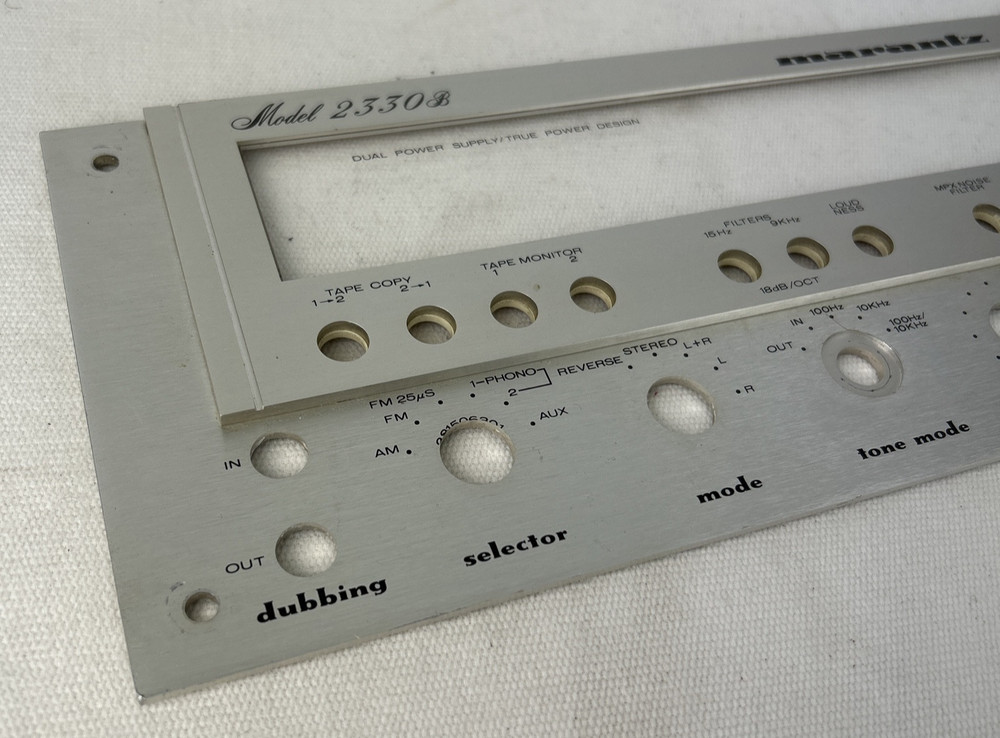 marantz
Model 2330B
DUAL POWER SUPPLY/TRUE POWER DESIGN
MPX NOISE
FILTER
LOUD
NESS
FILTERS
15Hz 9KHz
18dB/OCT
TAPE MONITOR
1 2
TAPE COPY
1→2 2→1
100Hz 10KHz
IN 100Hz/
10KHz
OUT
STEREO L+R
REVERSE L
R
1-PHONO
2
FM 25µS
FM AUX
AM
IN
OUT
tone mode
mode
selector
dubbing